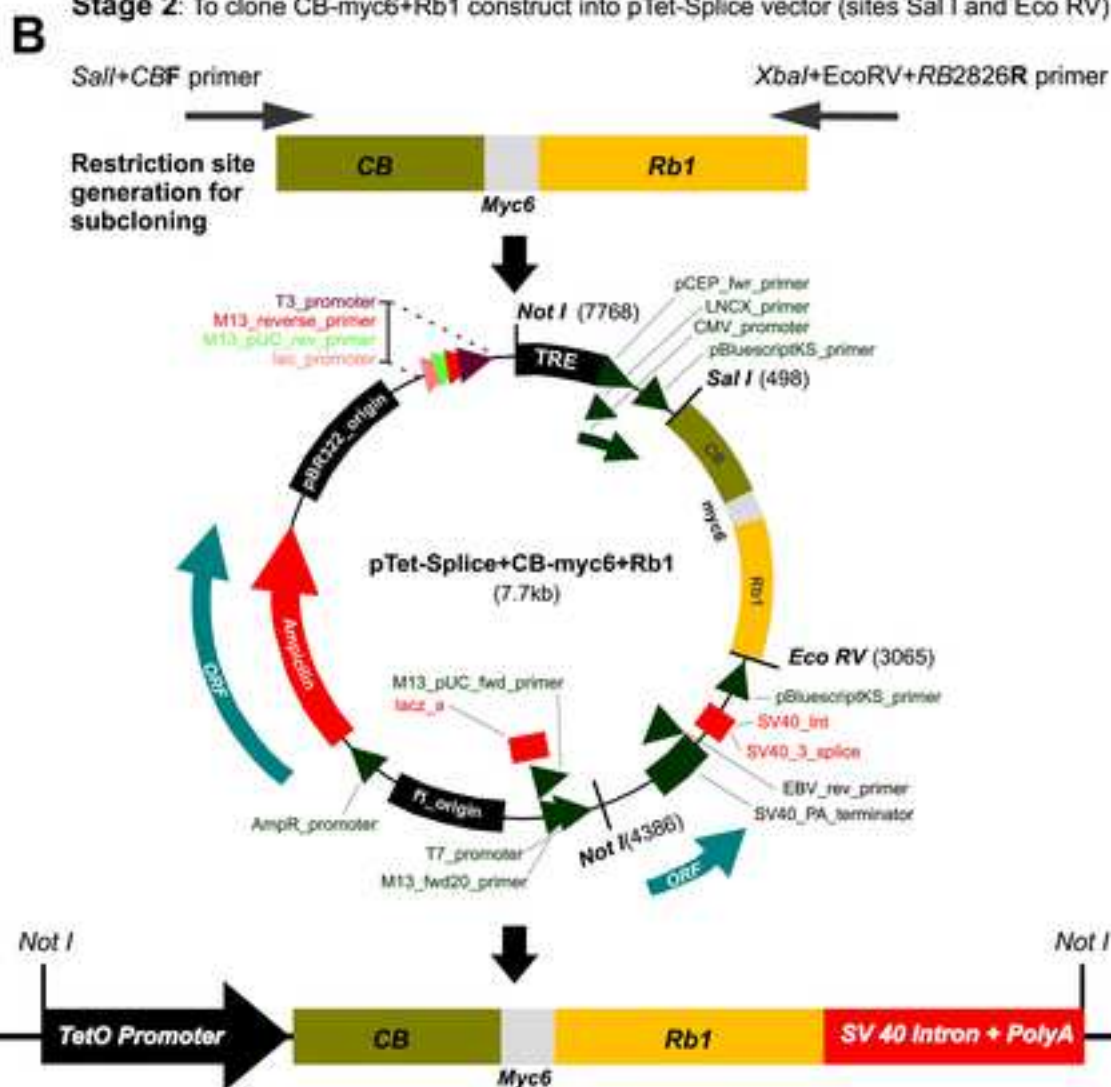 Stage 2: To clone CB-myc6+Rb1 construct into pTet-Splice vector (sites Sal I and Eco RV)
B
SalI+CBF primer
XbaI+EcoRV+RB2826R primer
Restriction site
generation for
subcloning
CB
Rb1
Myc6
T3_promoter
M13_reverse_primer
M13_pUC_rev_primer
lac_promoter
Not I (7768)
pCEP_fwr_primer
LNCX_primer
CMV_promoter
pBluescriptKS_primer
TRE
Sal I (498)
pBR322_origin
CB
myc6
pTet-Splice+CB-myc6+Rb1
(7.7kb)
Rb1
Ampicillin
ORF
Eco RV (3065)
M13_pUC_fwd_primer
lacz_a
pBluescriptKS_primer
SV40_int
SV40_3_splice
EBV_rev_primer
SV40_PA_terminator
f1_origin
AmpR_promoter
Not I(4386)
T7_promoter
M13_fwd20_primer
ORF
Not I
Not I
TetO Promoter
CB
Rb1
SV 40 Intron + PolyA
Myc6